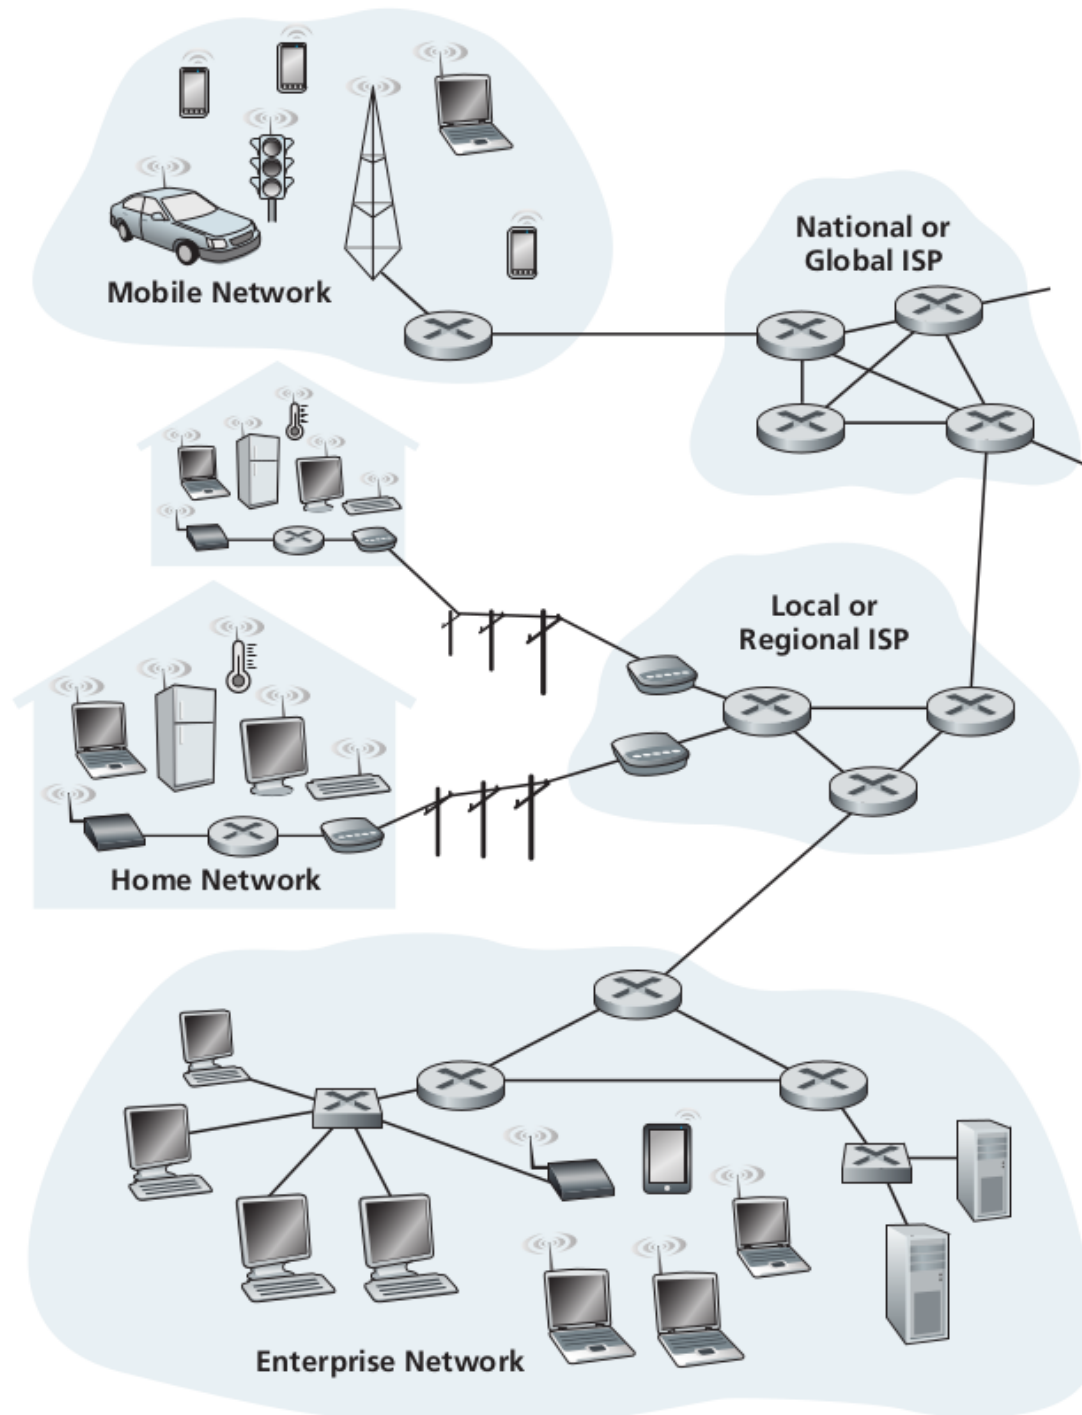 Mobile Network
National or
Global ISP
Local or
Regional ISP
Home Network
Enterprise Network